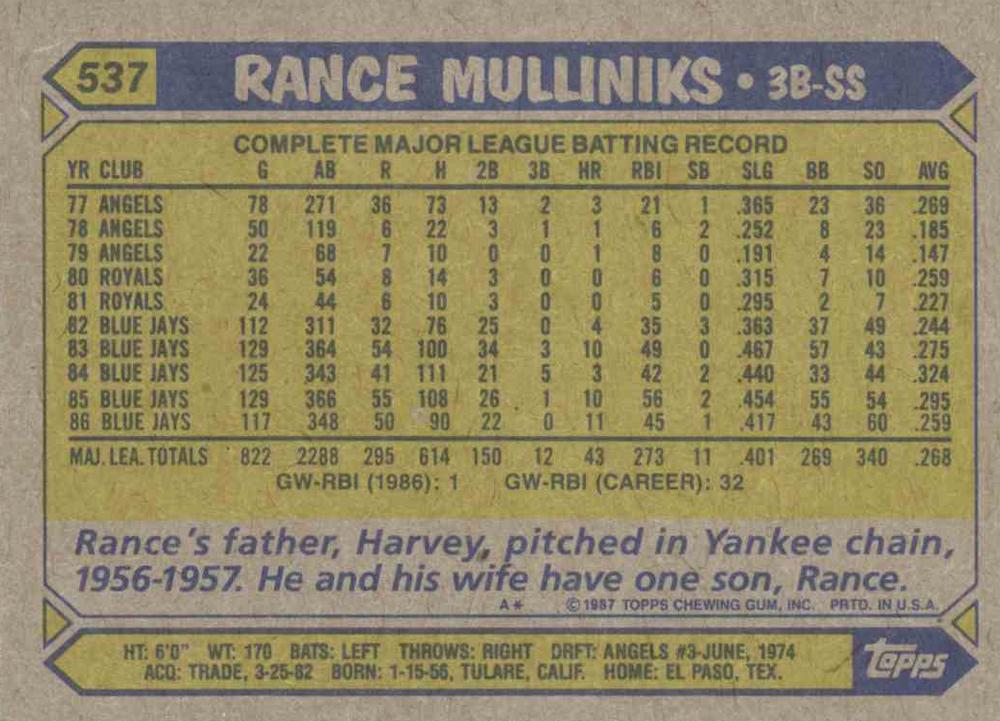 537 RANCE MULLINIKS • 3B-SS
COMPLETE MAJOR LEAGUE BATTING RECORD
YR CLUB G AB R H 2B 3B HR RBI SB SLG BB SO AVG
77 ANGELS 78 271 36 73 13 2 3 21 1 .365 23 36 .269
78 ANGELS 50 119 6 22 3 1 1 6 2 .252 8 23 .185
79 ANGELS 22 68 7 10 0 0 1 8 0 .191 4 14 .147
80 ROYALS 36 54 8 14 3 0 0 6 0 .315 7 10 .259
81 ROYALS 24 44 6 10 3 0 0 5 0 .295 2 7 .227
82 BLUE JAYS 112 311 32 76 25 0 4 35 3 .363 37 49 .244
83 BLUE JAYS 129 364 54 100 34 3 10 49 0 .467 57 43 .275
84 BLUE JAYS 125 343 41 111 21 5 3 42 2 .440 33 44 .324
85 BLUE JAYS 129 366 55 108 26 1 10 56 2 .454 55 54 .295
86 BLUE JAYS 117 348 50 90 22 0 11 45 1 .417 43 60 .259
MAJ. LEA. TOTALS 822 2288 295 614 150 12 43 273 11 .401 269 340 .268
GW-RBI (1986): 1 GW-RBI (CAREER): 32
Rance's father, Harvey, pitched in Yankee chain,
1956-1957. He and his wife have one son, Rance.
A* © 1987 TOPPS CHEWING GUM, INC. PRTD. IN U.S.A.
HT: 6'0" WT: 170 BATS: LEFT THROWS: RIGHT DRFT: ANGELS #3-JUNE, 1974
ACQ: TRADE, 3-25-82 BORN: 1-15-56, TULARE, CALIF. HOME: EL PASO, TEX.
topps